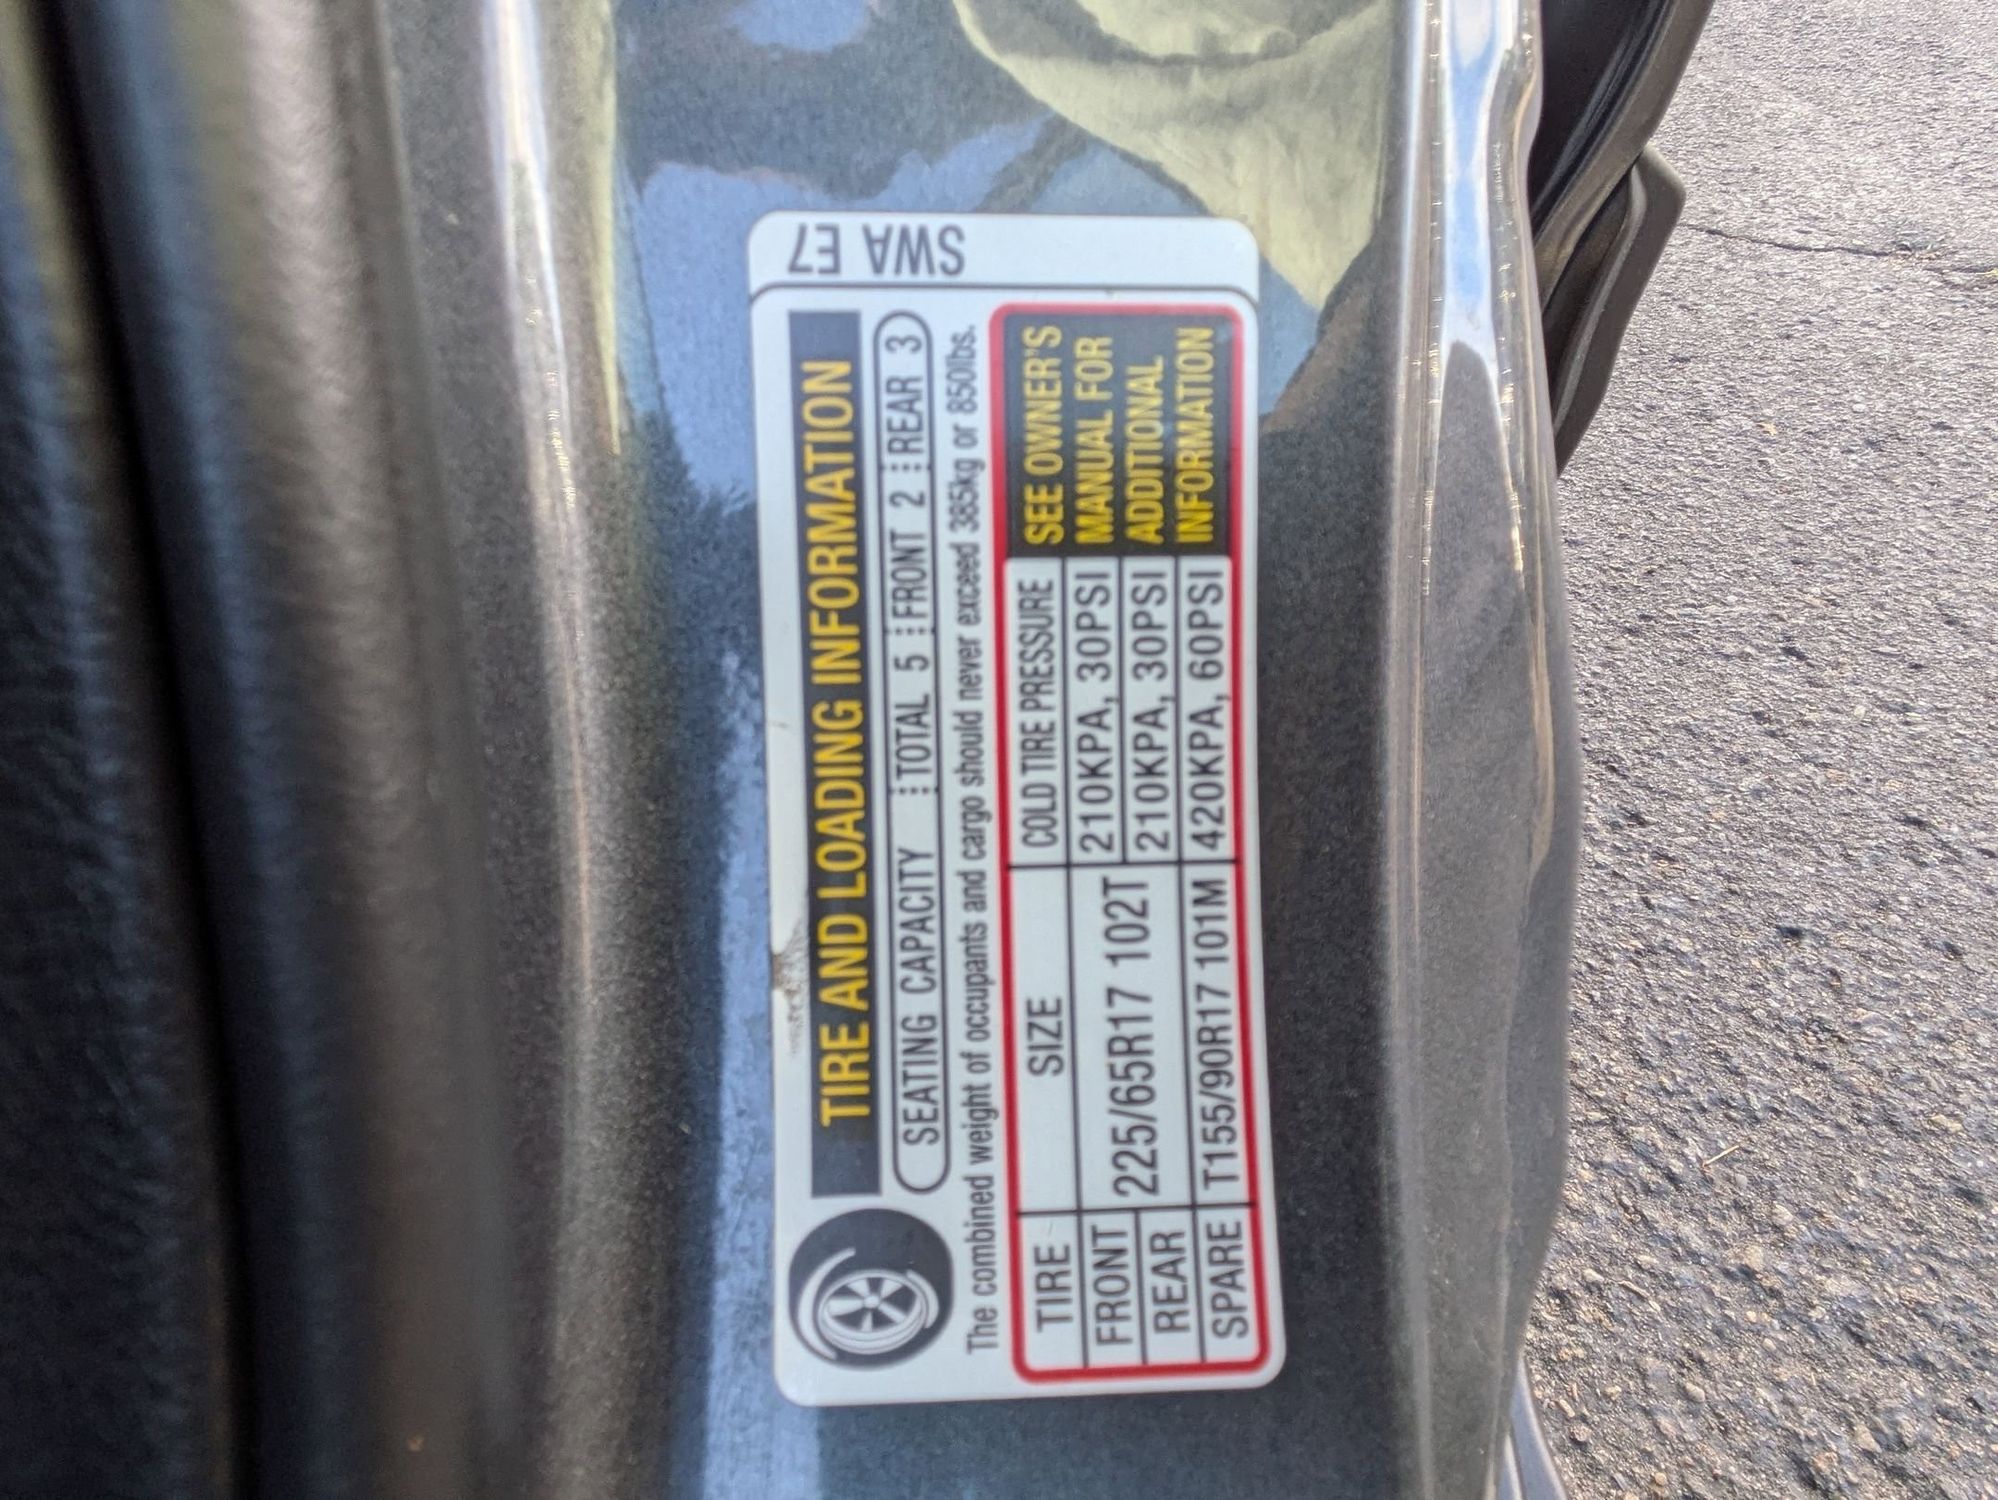 TIRE AND LOADING INFORMATION
SEATING CAPACITY TOTAL 5 FRONT 2 REAR 3
The combined weight of occupants and cargo should never exceed 385kg or 850lbs.
TIRE SIZE COLD TIRE PRESSURE
FRONT 225/65R17 102T 210KPA, 30PSI
REAR 210KPA, 30PSI
SPARE T155/90R17 101M 420KPA, 60PSI
SEE OWNER'S
MANUAL FOR
ADDITIONAL
INFORMATION
SWA E7